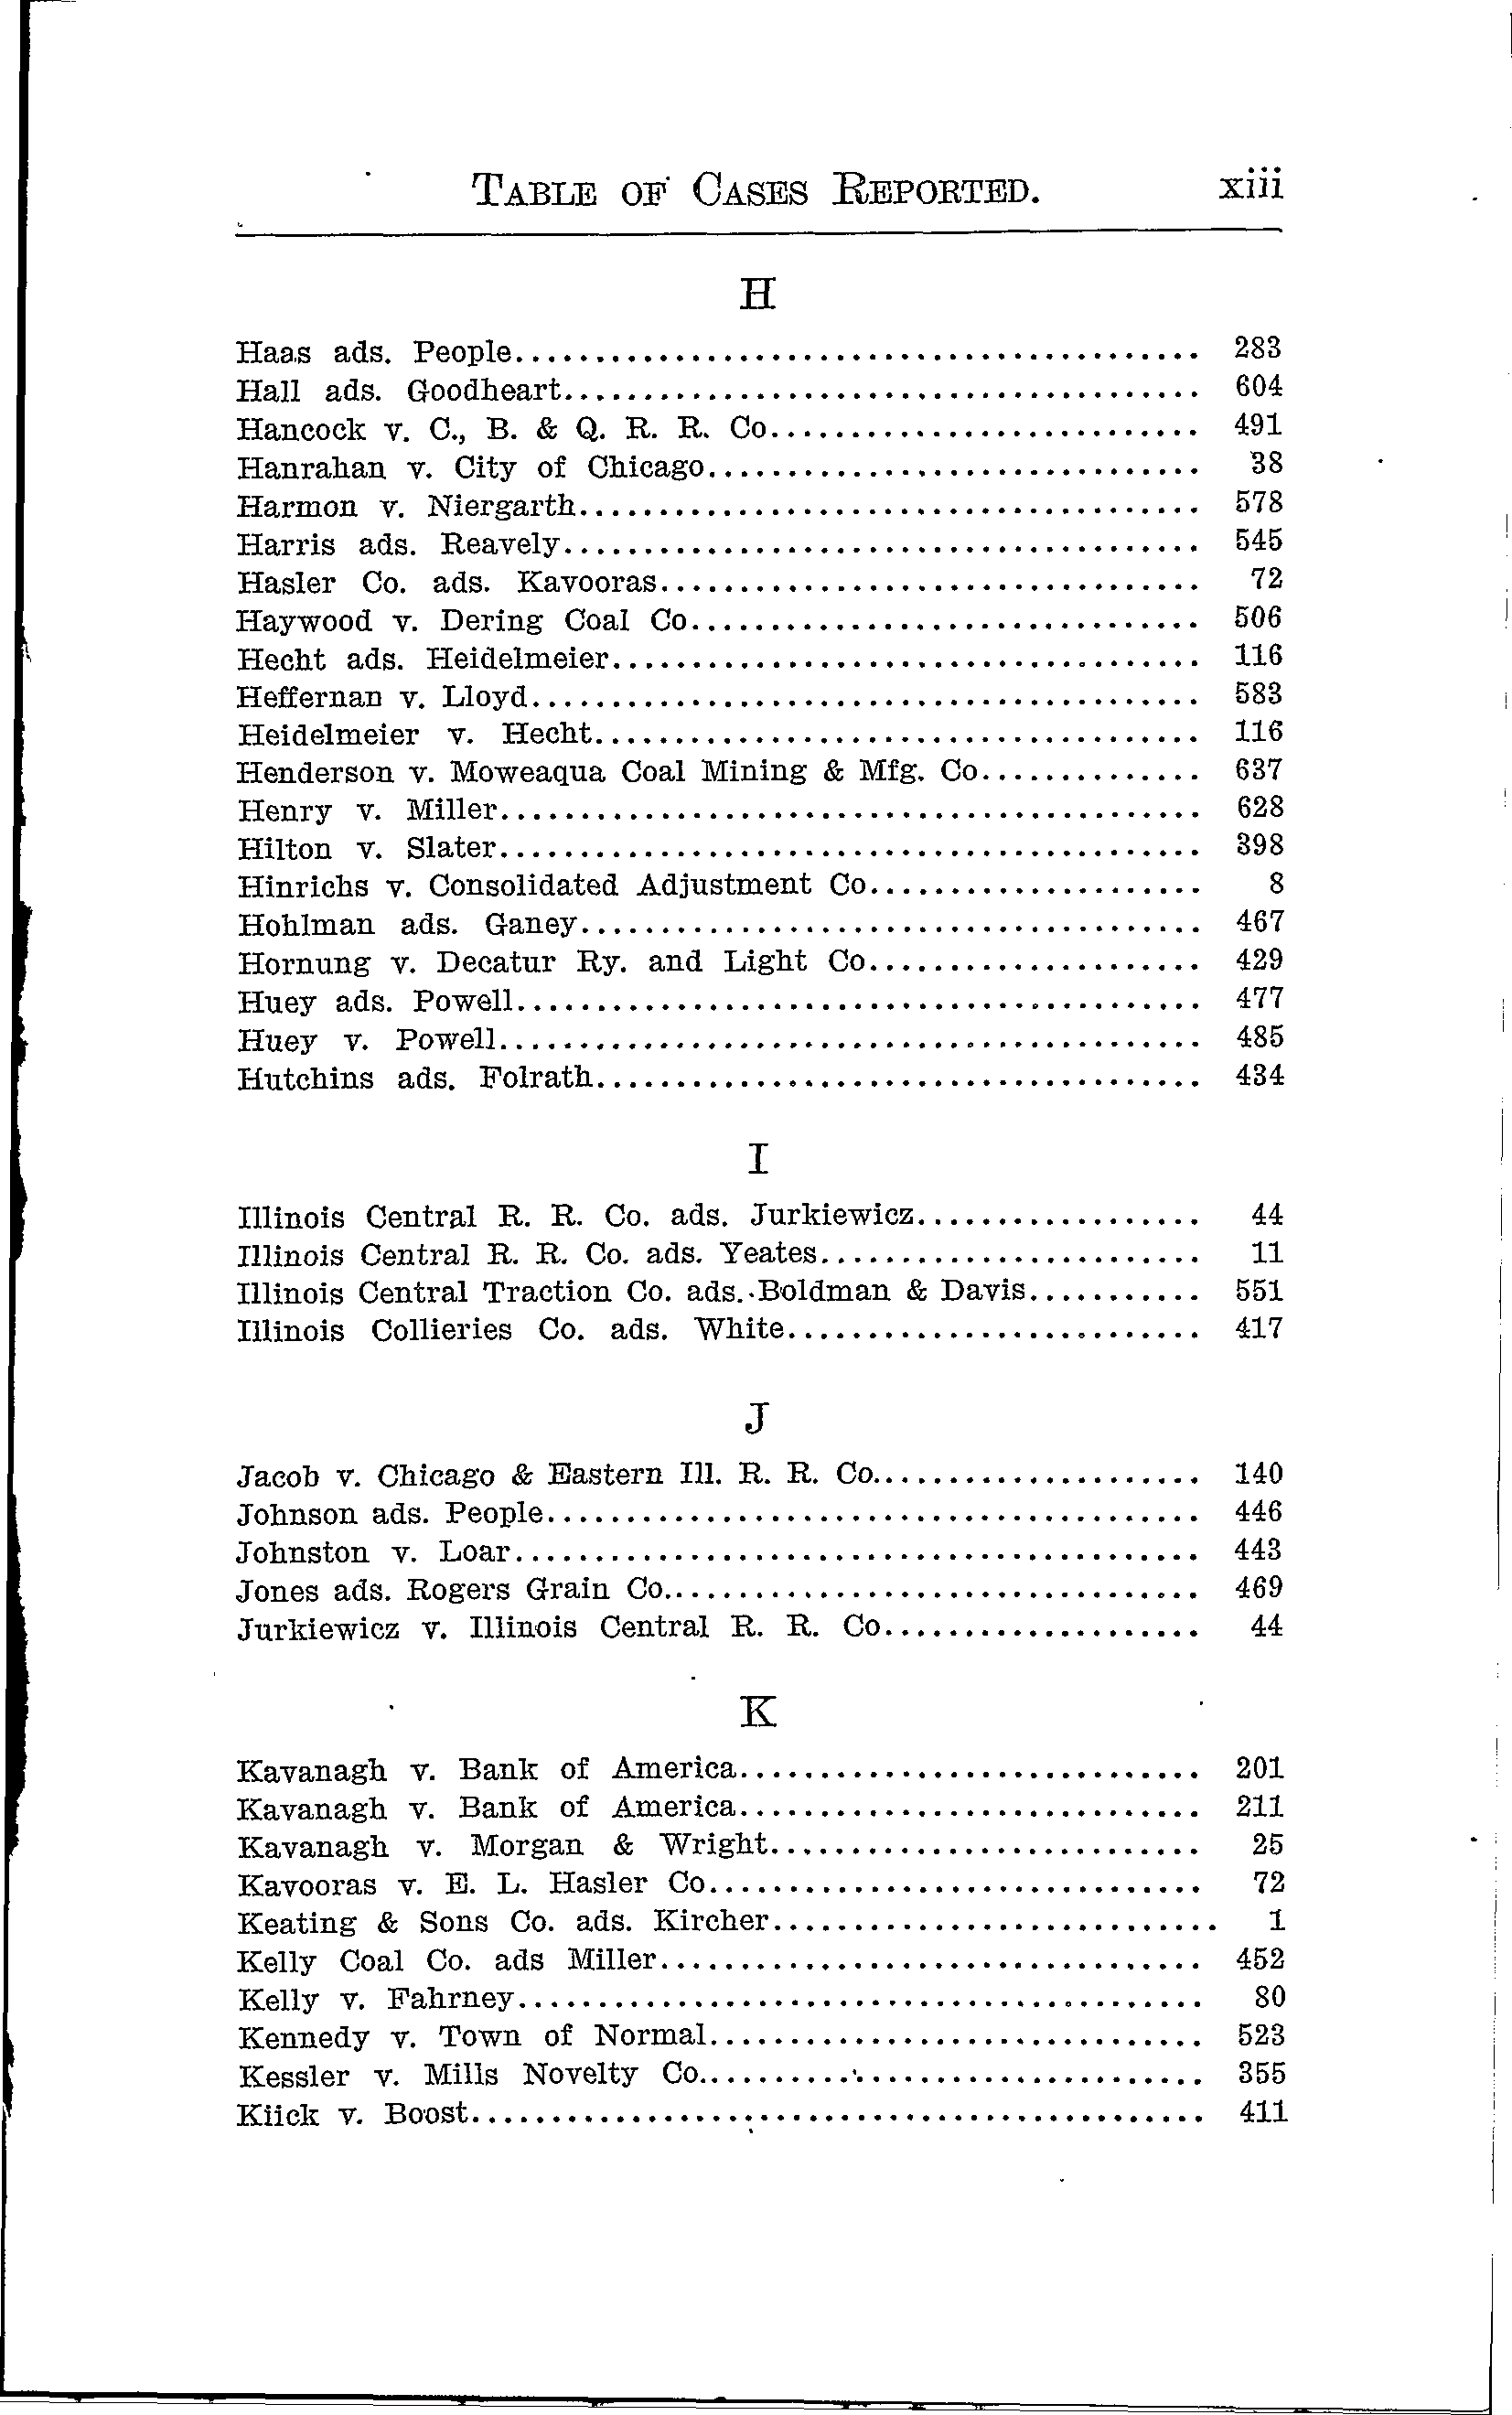 TABLE OF CASES REPORTED. xiii
H
Haas ads. People........................................... 283
Hall ads. Goodheart........................................ 604
Hancock v. C., B. & Q. R. R. Co........................... 491
Hanrahan v. City of Chicago............................... 38
Harmon v. Niergarth....................................... 578
Harris ads. Reavely........................................ 545
Hasler Co. ads. Kavooras.................................. 72
Haywood v. Dering Coal Co................................ 506
Hecht ads. Heidelmeier..................................... 116
Heffernan v. Lloyd.......................................... 583
Heidelmeier v. Hecht...................................... 116
Henderson v. Moweaqua Coal Mining & Mfg. Co.............. 637
Henry v. Miller............................................ 628
Hilton v. Slater............................................ 398
Hinrichs v. Consolidated Adjustment Co..................... 8
Hohlman ads. Ganey....................................... 467
Hornung v. Decatur Ry. and Light Co..................... 429
Huey ads. Powell........................................... 477
Huey v. Powell............................................ 485
Hutchins ads. Folrath...................................... 434
I
Illinois Central R. R. Co. ads. Jurkiewicz.................. 44
Illinois Central R. R. Co. ads. Yeates........................ 11
Illinois Central Traction Co. ads. Boldman & Davis........... 551
Illinois Collieries Co. ads. White.......................... 417
J
Jacob v. Chicago & Eastern Ill. R. R. Co..................... 140
Johnson ads. People......................................... 446
Johnston v. Loar........................................... 443
Jones ads. Rogers Grain Co.................................. 469
Jurkiewicz v. Illinois Central R. R. Co.................... 44
K
Kavanagh v. Bank of America............................. 201
Kavanagh v. Bank of America............................. 211
Kavanagh v. Morgan & Wright........................... 25
Kavooras v. E. L. Hasler Co............................... 72
Keating & Sons Co. ads. Kircher............................ 1
Kelly Coal Co. ads Miller.................................. 452
Kelly v. Fahrney........................................... 80
Kennedy v. Town of Normal............................... 523
Kessler v. Mills Novelty Co................................ 355
Kiick v. Boost.............................................. 411